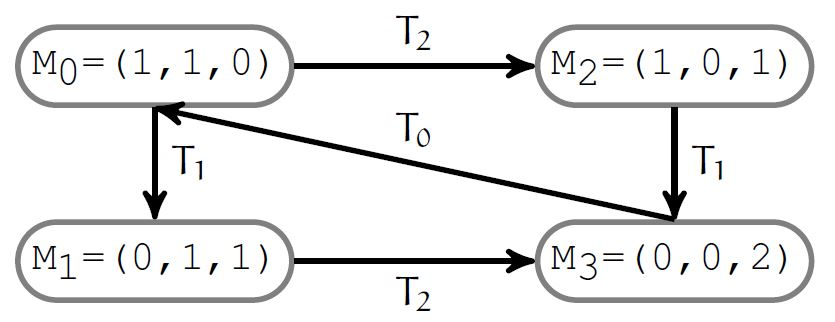 T₂
M₀=(1,1,0) M₂=(1,0,1)
T₀
T₁ T₁
M₁=(0,1,1) M₃=(0,0,2)
T₂